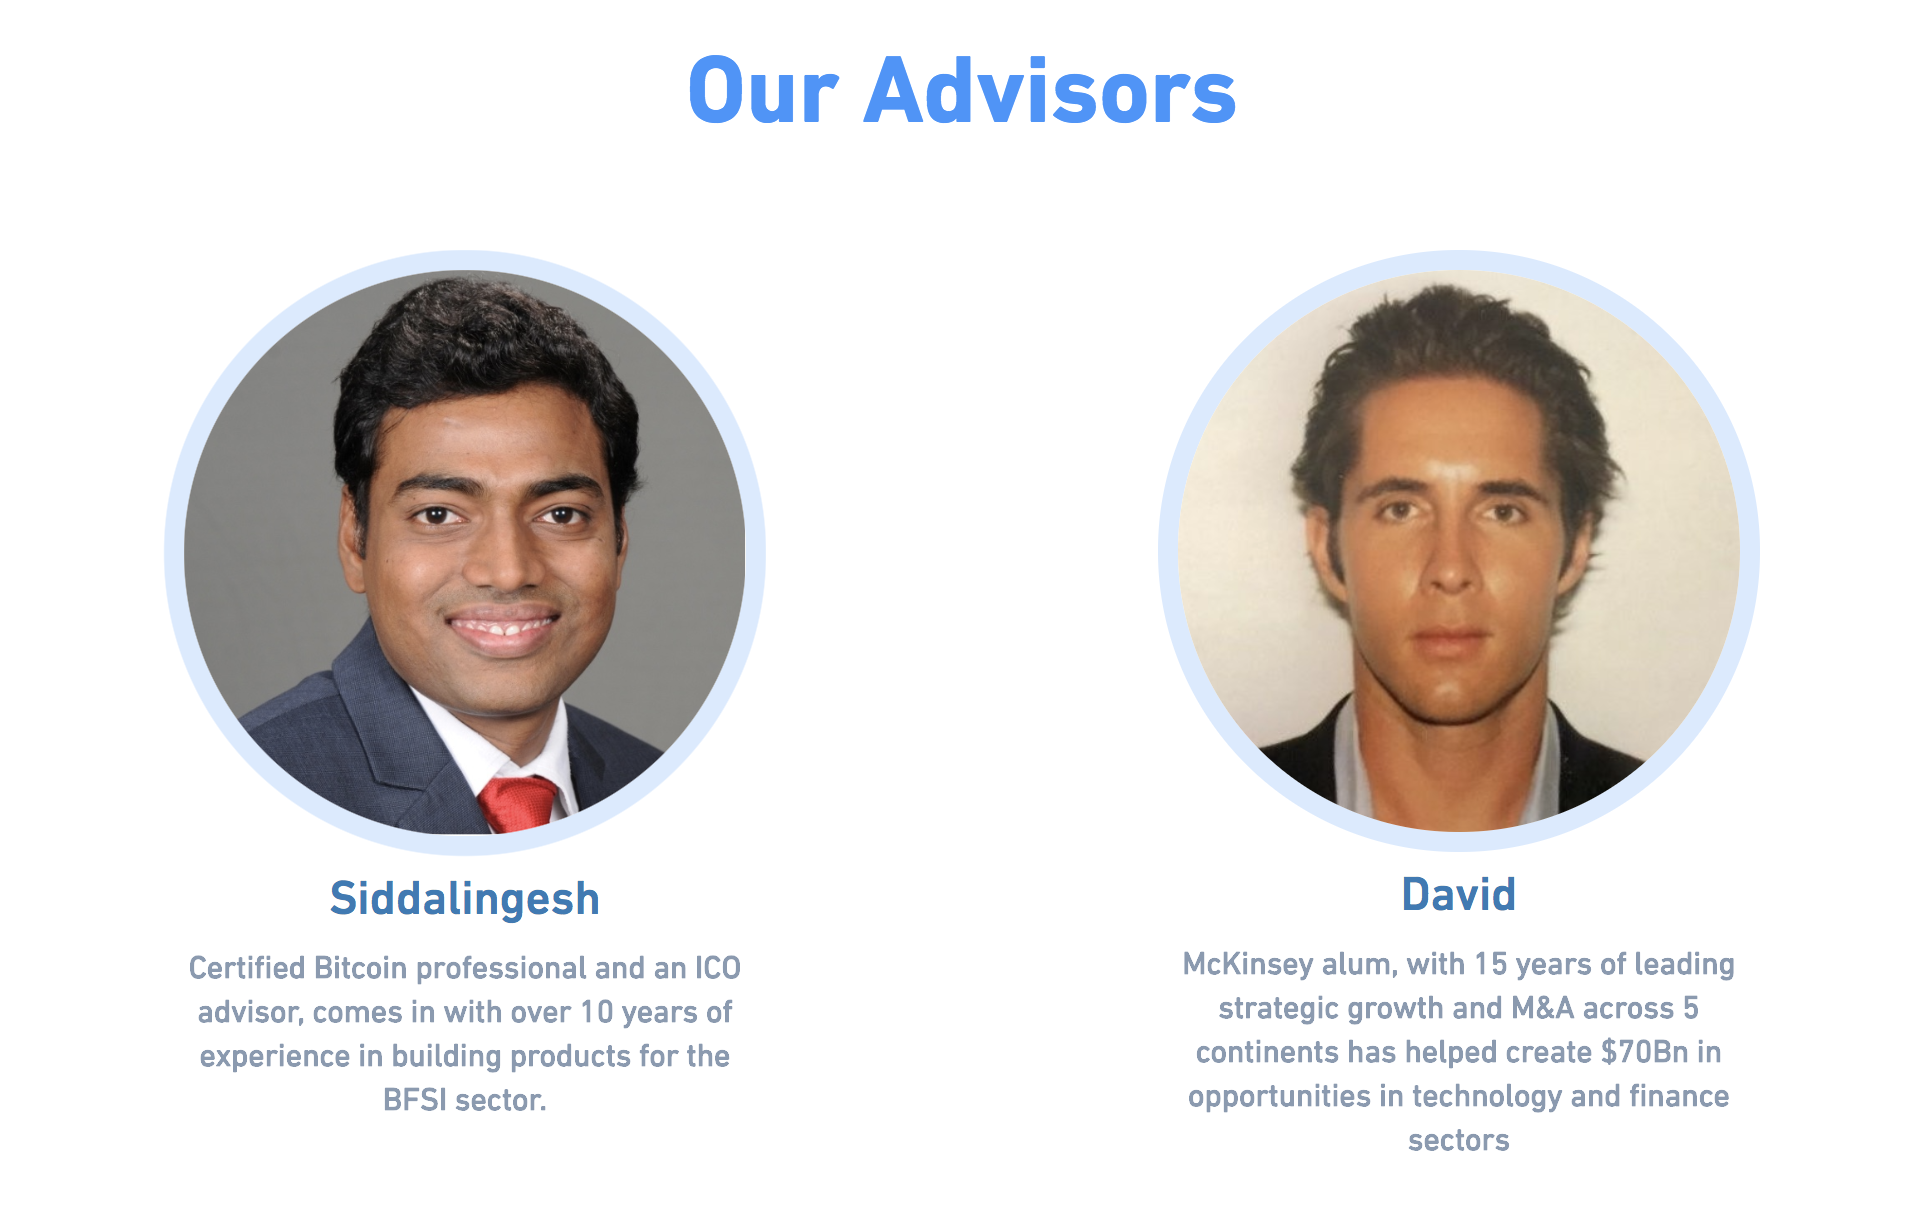 Our Advisors
Siddalingesh
Certified Bitcoin professional and an ICO
advisor, comes in with over 10 years of
experience in building products for the
BFSI sector.
David
McKinsey alum, with 15 years of leading
strategic growth and M&A across 5
continents has helped create $70Bn in
opportunities in technology and finance
sectors